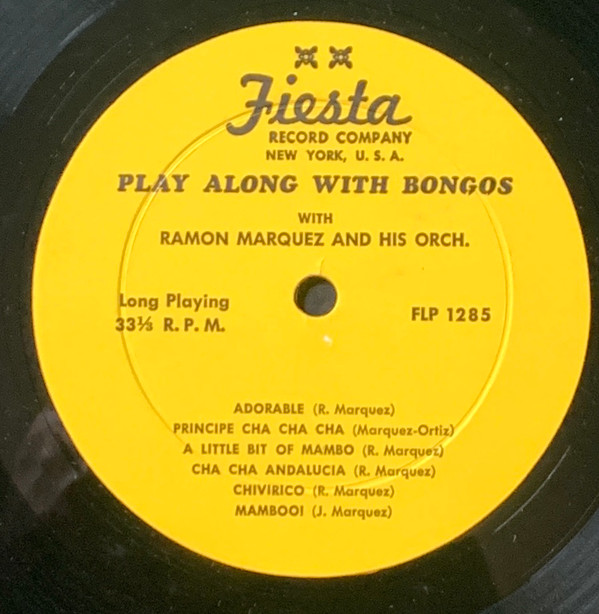 Fiesta
RECORD COMPANY
NEW YORK, U. S. A.
PLAY ALONG WITH BONGOS
WITH
RAMON MARQUEZ AND HIS ORCH.
Long Playing
33⅓ R. P. M.
FLP 1285
ADORABLE (R. Marquez)
PRINCIPE CHA CHA CHA (Marquez-Ortiz)
A LITTLE BIT OF MAMBO (R. Marquez)
CHA CHA ANDALUCIA (R. Marquez)
CHIVIRICO (R. Marquez)
MAMBOO! (J. Marquez)